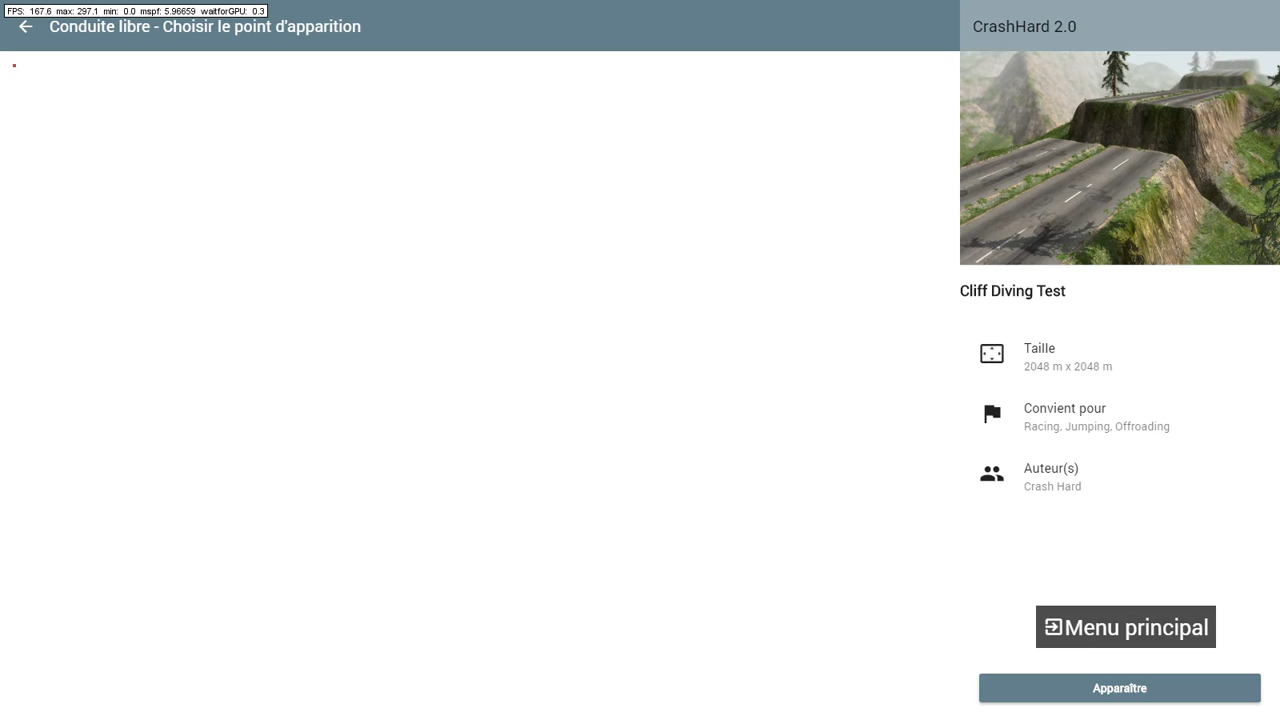 FPS: 167.6 max: 297.1 min: 0.0 mspf: 5.96659 waitforGPU: 0.3
Conduite libre - Choisir le point d'apparition
CrashHard 2.0
Cliff Diving Test
Taille
2048 m x 2048 m
Convient pour
Racing, Jumping, Offroading
Auteur(s)
Crash Hard
Menu principal
Apparaître